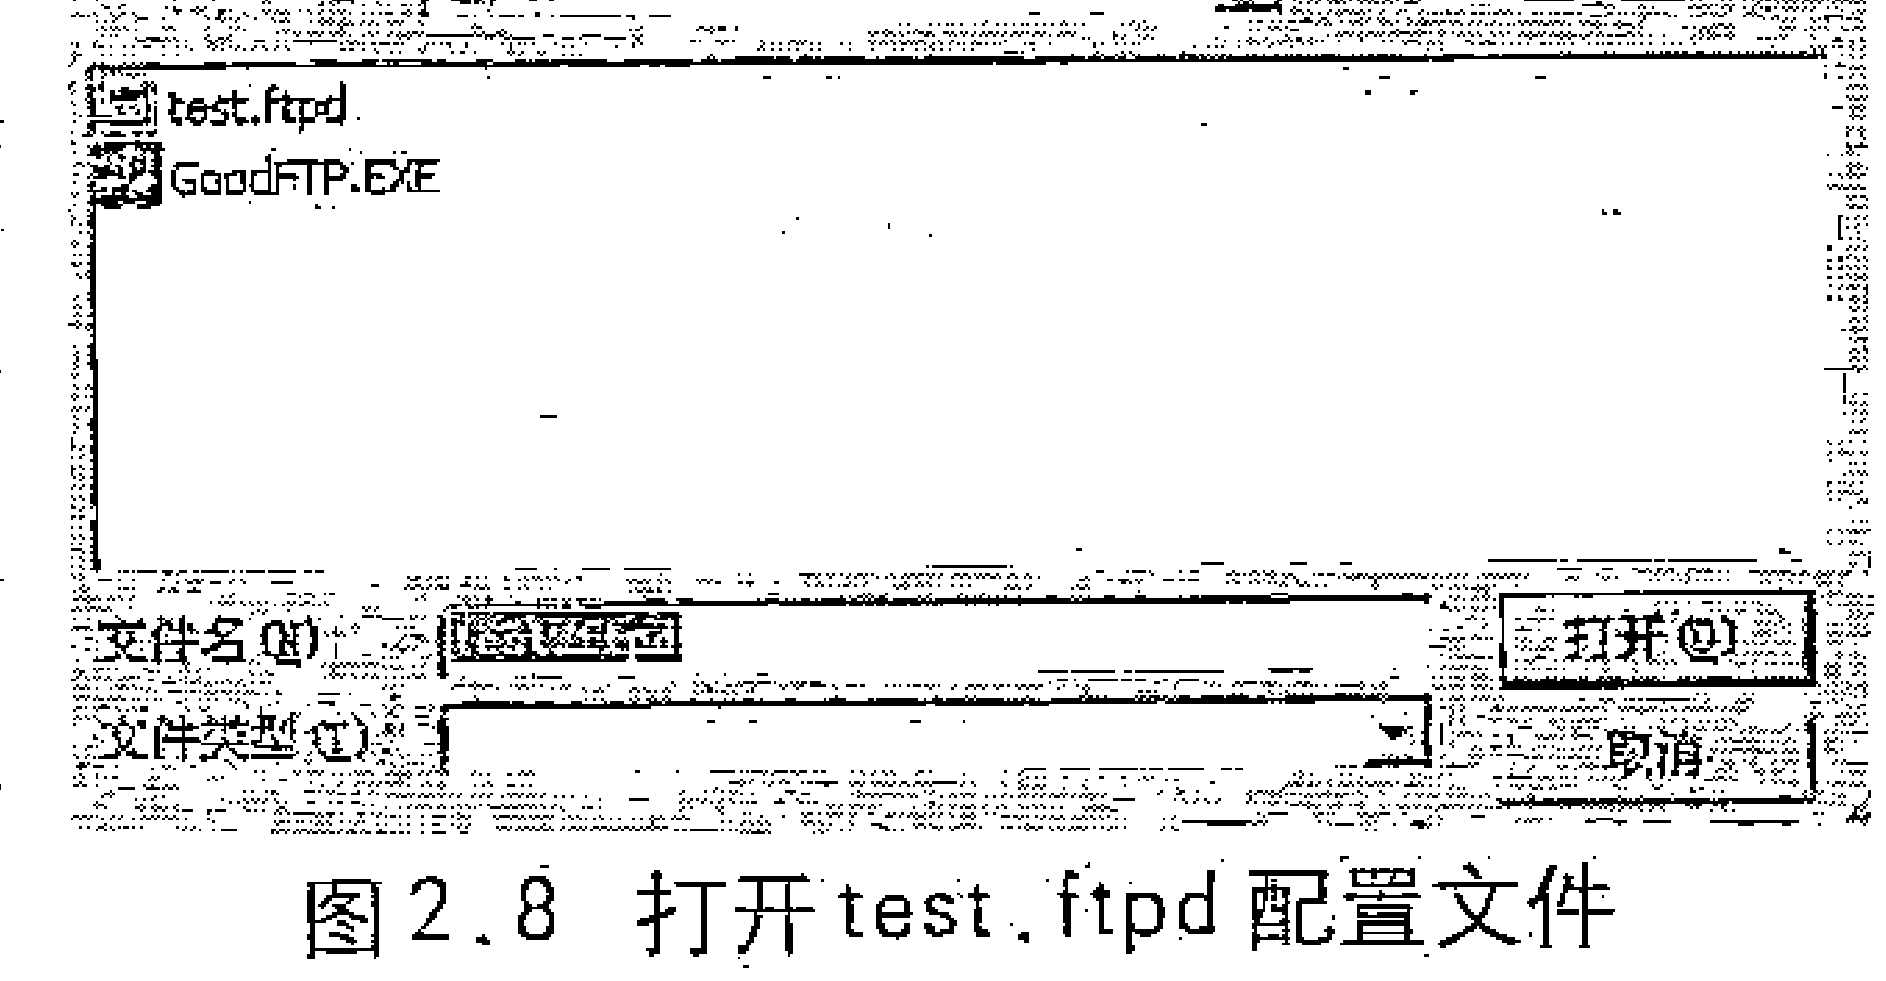 test.ftpd
GoodFTP.EXE
文件名(N)
打开(O)
文件类型(T)
取消
图2.8 打开test.ftpd配置文件